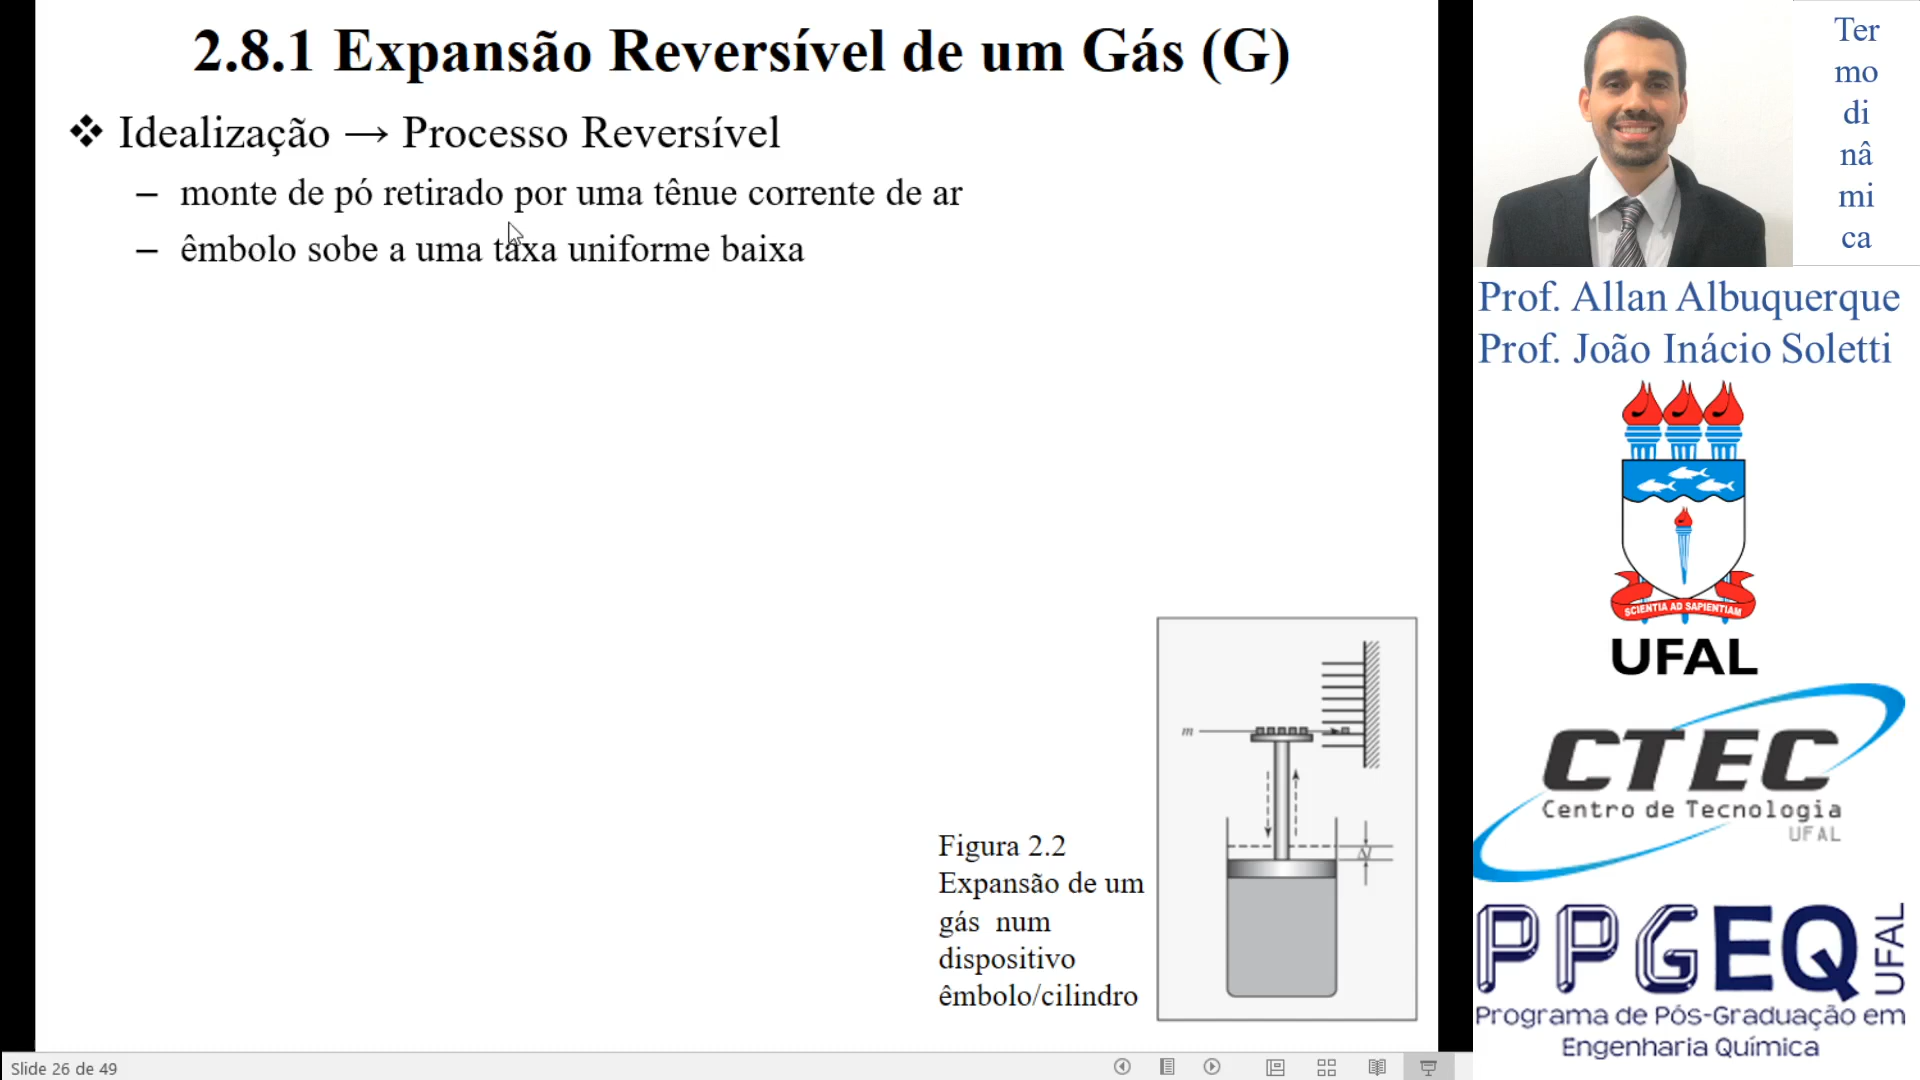 2.8.1 Expansão Reversível de um Gás (G)
❖ Idealização → Processo Reversível
– monte de pó retirado por uma tênue corrente de ar
– êmbolo sobe a uma taxa uniforme baixa
m
Δl
Figura 2.2
Expansão de um
gás num
dispositivo
êmbolo/cilindro
Slide 26 de 49
Ter
mo
di
nâ
mi
ca
Prof. Allan Albuquerque
Prof. João Inácio Soletti
SCIENTIA AD SAPIENTIAM
UFAL
CTEC
Centro de Tecnologia
UFAL
PPGEQ
UFAL
Programa de Pós-Graduação em
Engenharia Química